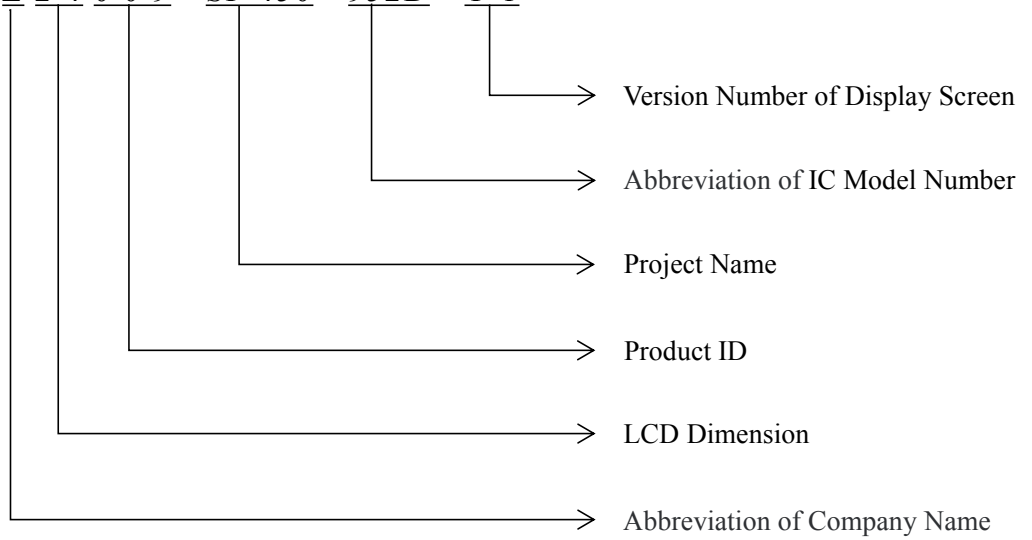 Version Number of Display Screen
Abbreviation of IC Model Number
Project Name
Product ID
LCD Dimension
Abbreviation of Company Name